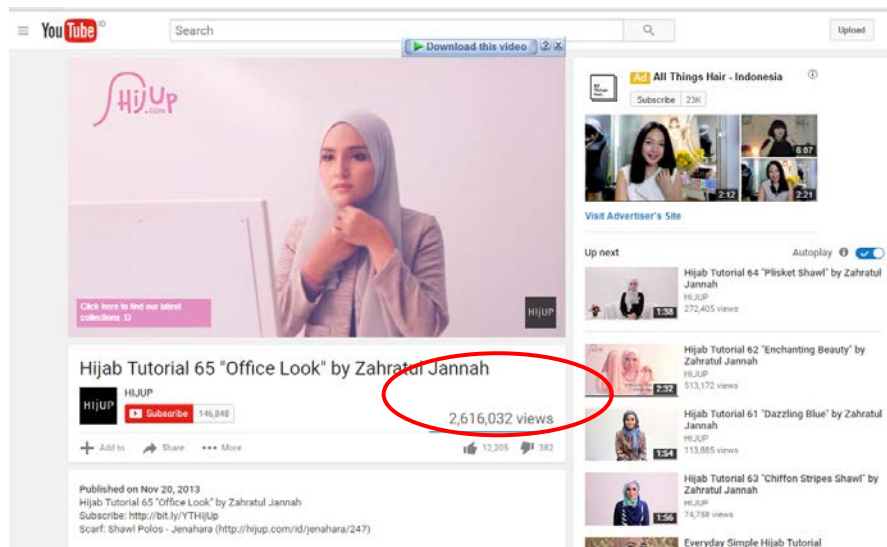 You Tube ID
Search
Upload
Download this video ? X
HijUp
.com
Click here to find our latest
collections :D
HIJUP
Hijab Tutorial 65 "Office Look" by Zahratul Jannah
HIJUP
HIJUP
Subscribe 146,848
2,616,032 views
Add to Share More
12,205 382
Published on Nov 20, 2013
Hijab Tutorial 65 "Office Look" by Zahratul Jannah
Subscribe: http://bit.ly/YTHijUp
Scarf: Shawl Polos - Jenahara (http://hijup.com/id/jenahara/247)
All
Things
Hair
Ad All Things Hair - Indonesia
Subscribe 23K
6:07
2:12
2:21
Visit Advertiser's Site
Up next
Autoplay
Hijab Tutorial 64 "Plisket Shawl" by Zahratul
Jannah
HIJUP
272,405 views
1:38
Hijab Tutorial 62 "Enchanting Beauty" by
Zahratul Jannah
HIJUP
513,172 views
2:32
Hijab Tutorial 61 "Dazzling Blue" by Zahratul
Jannah
HIJUP
113,885 views
1:54
Hijab Tutorial 63 "Chiffon Stripes Shawl" by
Zahratul Jannah
HIJUP
74,758 views
1:56
Everyday Simple Hijab Tutorial